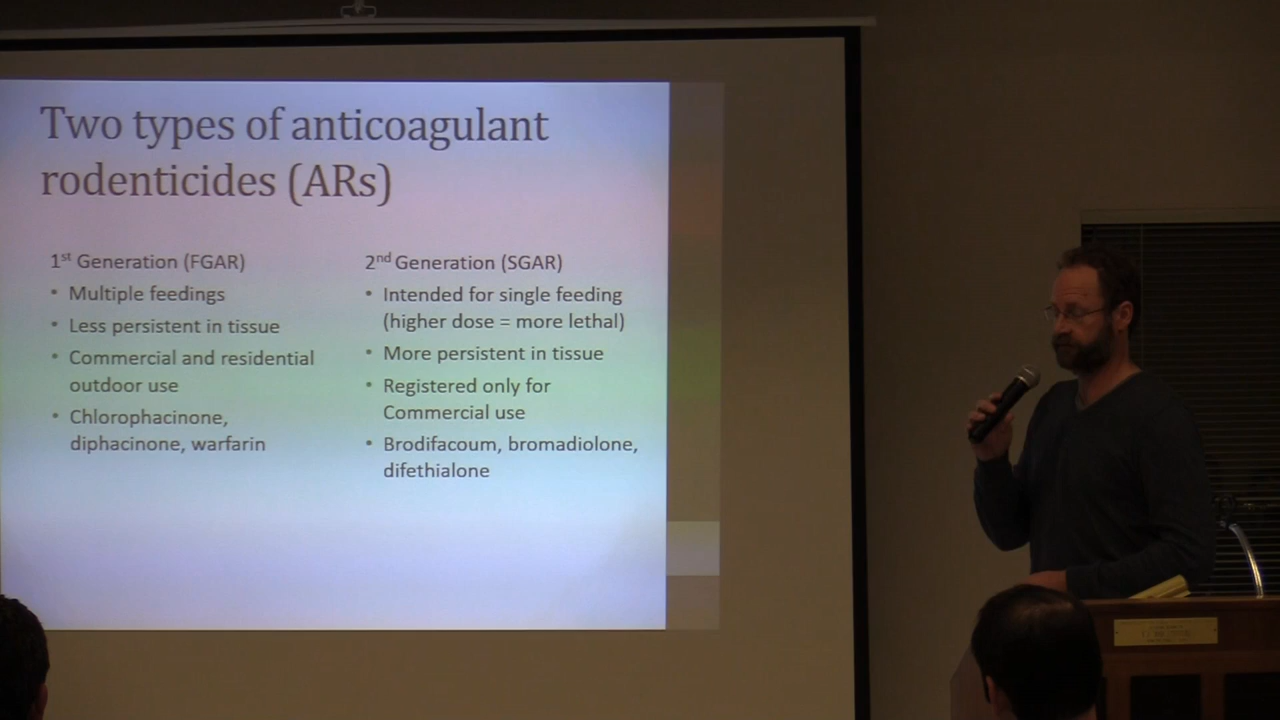 Two types of anticoagulant
rodenticides (ARs)
1st Generation (FGAR)
• Multiple feedings
• Less persistent in tissue
• Commercial and residential
outdoor use
• Chlorophacinone,
diphacinone, warfarin
2nd Generation (SGAR)
• Intended for single feeding
(higher dose = more lethal)
• More persistent in tissue
• Registered only for
Commercial use
• Brodifacoum, bromadiolone,
difethialone